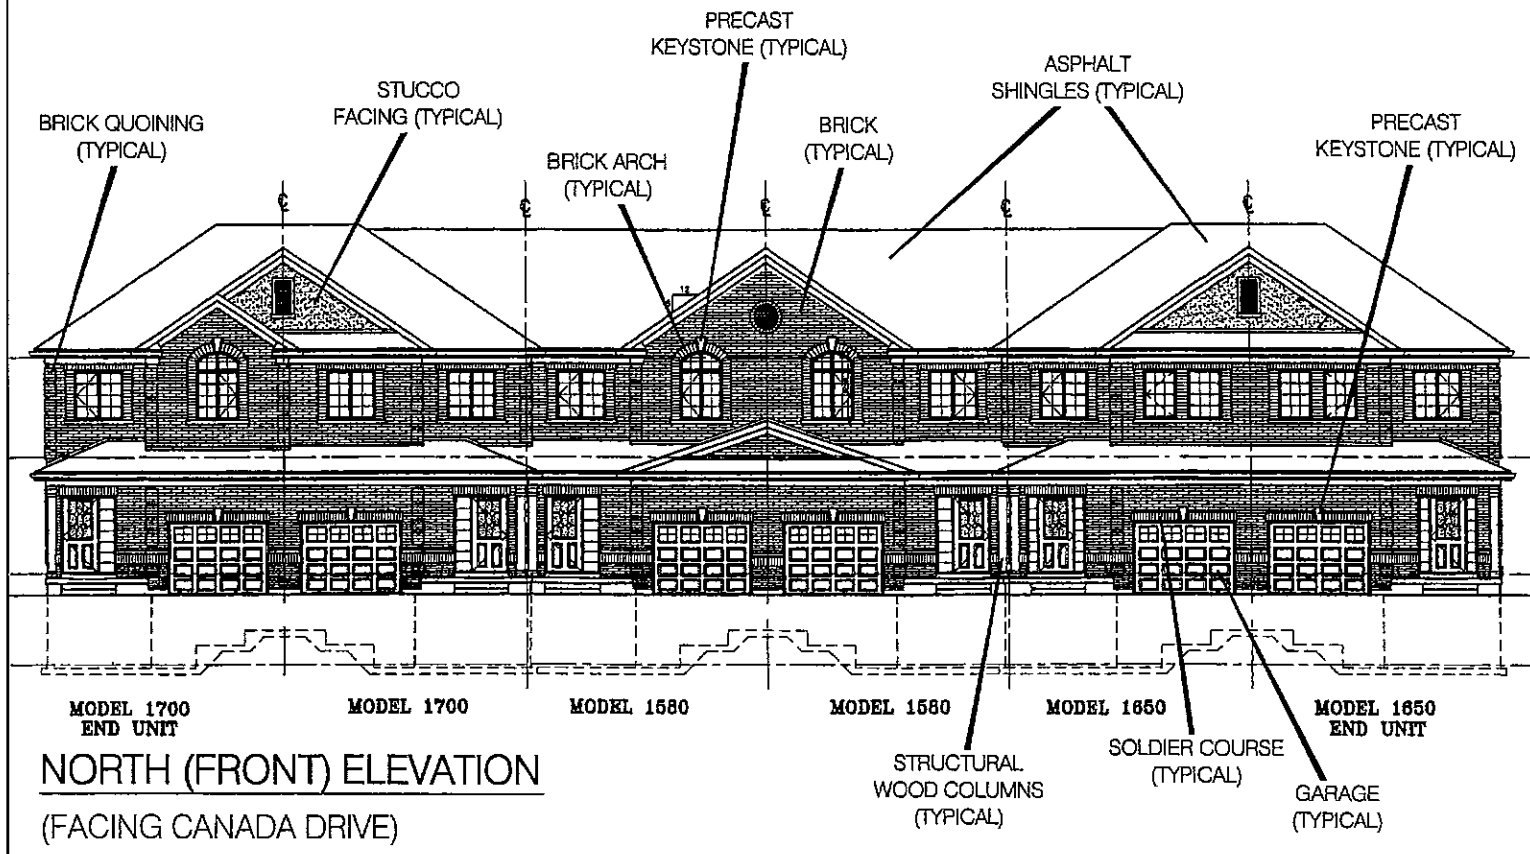 PRECAST
KEYSTONE (TYPICAL)
STUCCO
FACING (TYPICAL)
ASPHALT
SHINGLES (TYPICAL)
BRICK QUOINING
(TYPICAL)
BRICK ARCH
(TYPICAL)
BRICK
(TYPICAL)
PRECAST
KEYSTONE (TYPICAL)
12
MODEL 1700
END UNIT
MODEL 1700
MODEL 1580
MODEL 1580
MODEL 1650
MODEL 1650
END UNIT
NORTH (FRONT) ELEVATION
(FACING CANADA DRIVE)
STRUCTURAL
WOOD COLUMNS
(TYPICAL)
SOLDIER COURSE
(TYPICAL)
GARAGE
(TYPICAL)